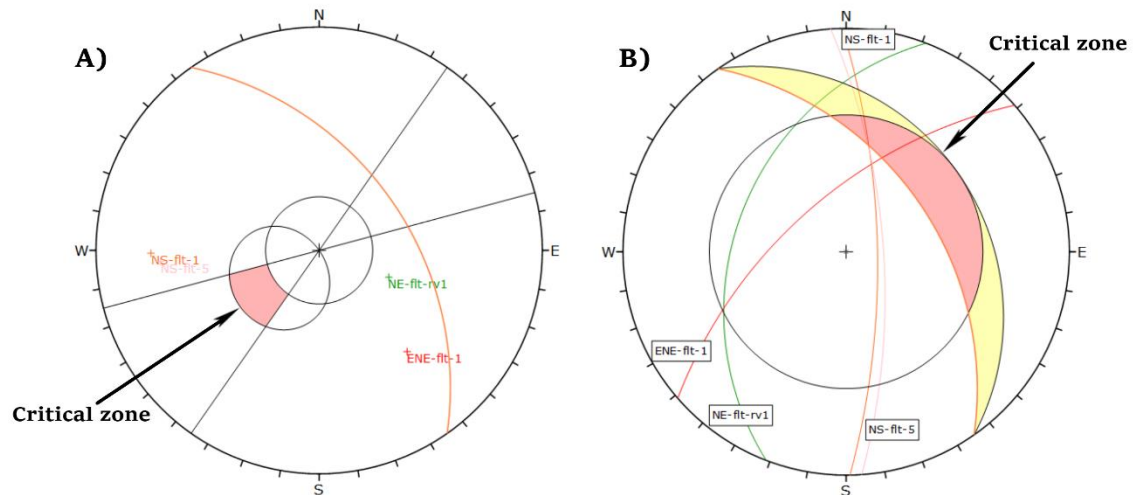 A)
N
W
E
S
NS-flt-1
NS-flt-5
NE-flt-rv1
ENE-flt-1
Critical zone
B)
N
NS-flt-1
Critical zone
W
E
ENE-flt-1
NE-flt-rv1
NS-flt-5
S